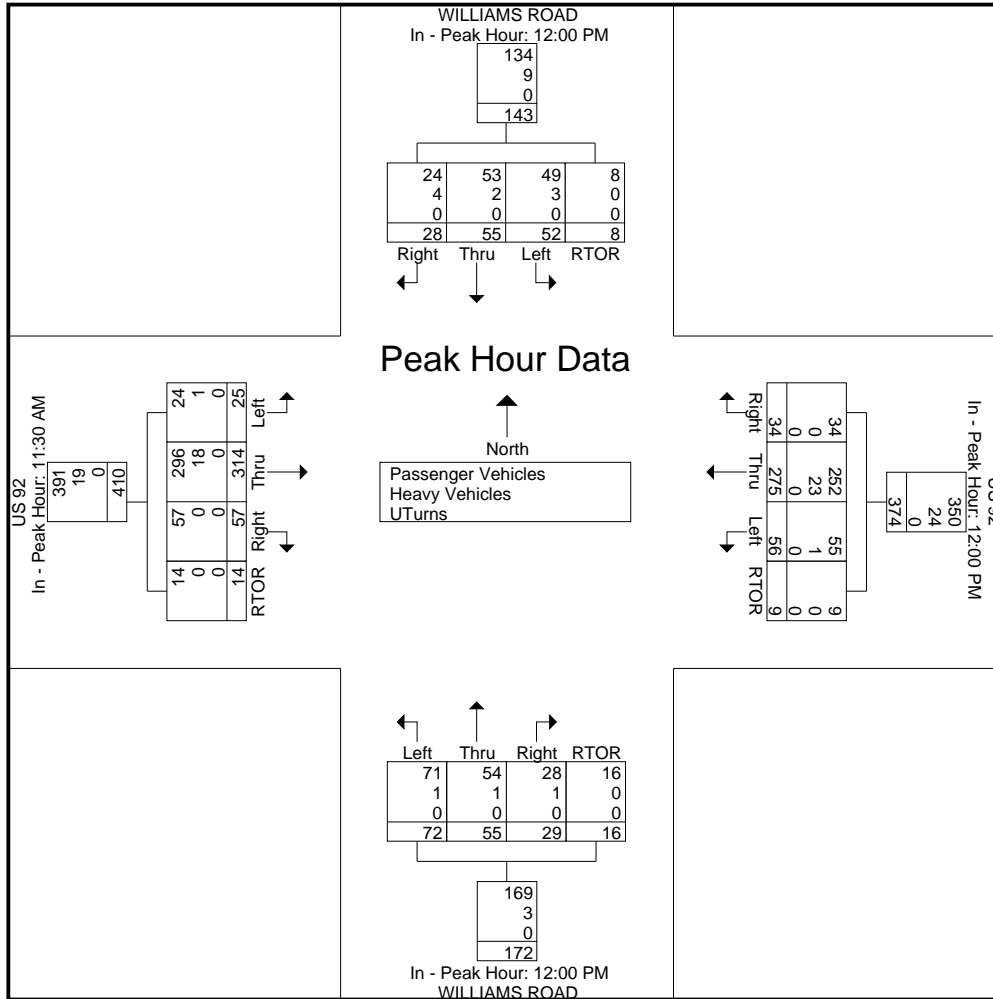 WILLIAMS ROAD
In - Peak Hour: 12:00 PM
134
9
0
143
24 53 49 8
4 2 3 0
0 0 0 0
28 55 52 8
Right Thru Left RTOR
Peak Hour Data
North
Passenger Vehicles
Heavy Vehicles
UTurns
US 92
In - Peak Hour: 11:30 AM
391
19
0
410
24 1 0 25 Left
296 18 0 314 Thru
57 0 0 57 Right
14 0 0 14 RTOR
US 92
In - Peak Hour: 12:00 PM
350
24
0
374
Right 34 0 0 34
Thru 275 0 23 252
Left 56 0 1 55
RTOR 9 0 0 9
Left Thru Right RTOR
71 54 28 16
1 1 1 0
0 0 0 0
72 55 29 16
169
3
0
172
In - Peak Hour: 12:00 PM
WILLIAMS ROAD